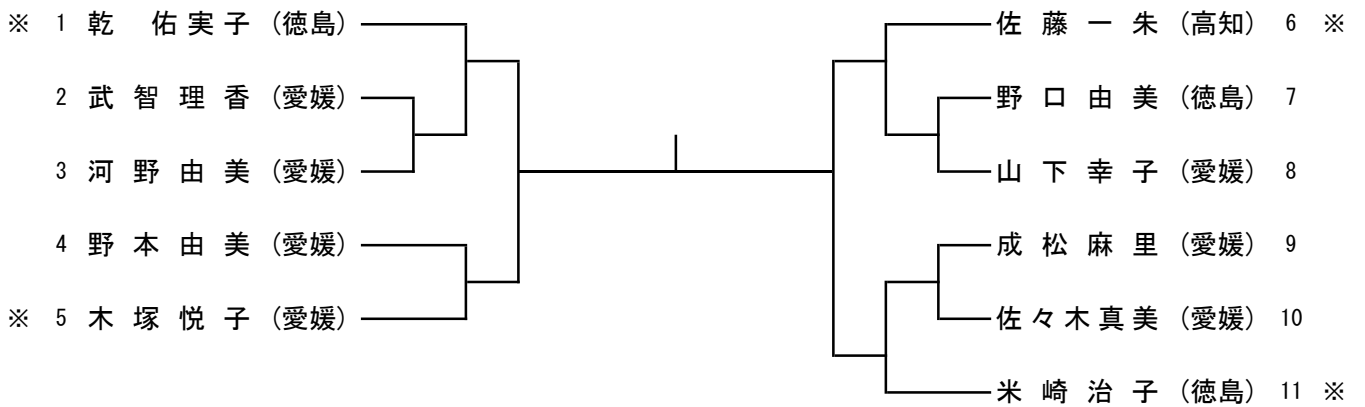 ※ 1 乾 佑実子 (徳島)
2 武智理香 (愛媛)
3 河野由美 (愛媛)
4 野本由美 (愛媛)
※ 5 木塚悦子 (愛媛)
佐藤一朱 (高知) 6 ※
野口由美 (徳島) 7
山下幸子 (愛媛) 8
成松麻里 (愛媛) 9
佐々木真美 (愛媛) 10
米崎治子 (徳島) 11 ※